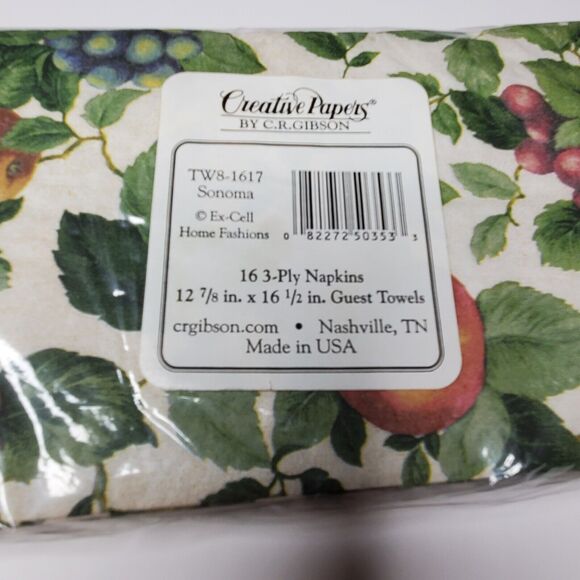 Creative Papers®
BY C.R.GIBSON
TW8-1617
Sonoma
© Ex-Cell
Home Fashions
0 82272 50353 3
16 3-Ply Napkins
12 7/8 in. x 16 1/2 in. Guest Towels
crgibson.com • Nashville, TN
Made in USA